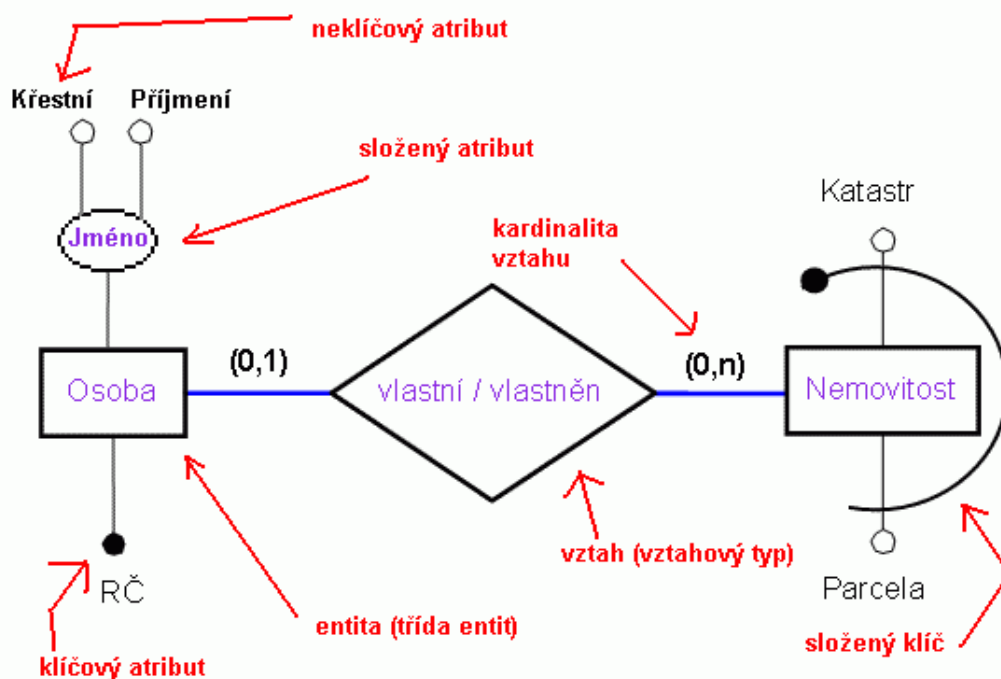 neklíčový atribut
Křestní Příjmení
složený atribut
Katastr
Jméno
kardinalita
vztahu
(0,1)
(0,n)
Osoba
vlastní / vlastněn
Nemovitost
vztah (vztahový typ)
RČ
Parcela
entita (třída entit)
složený klíč
klíčový atribut